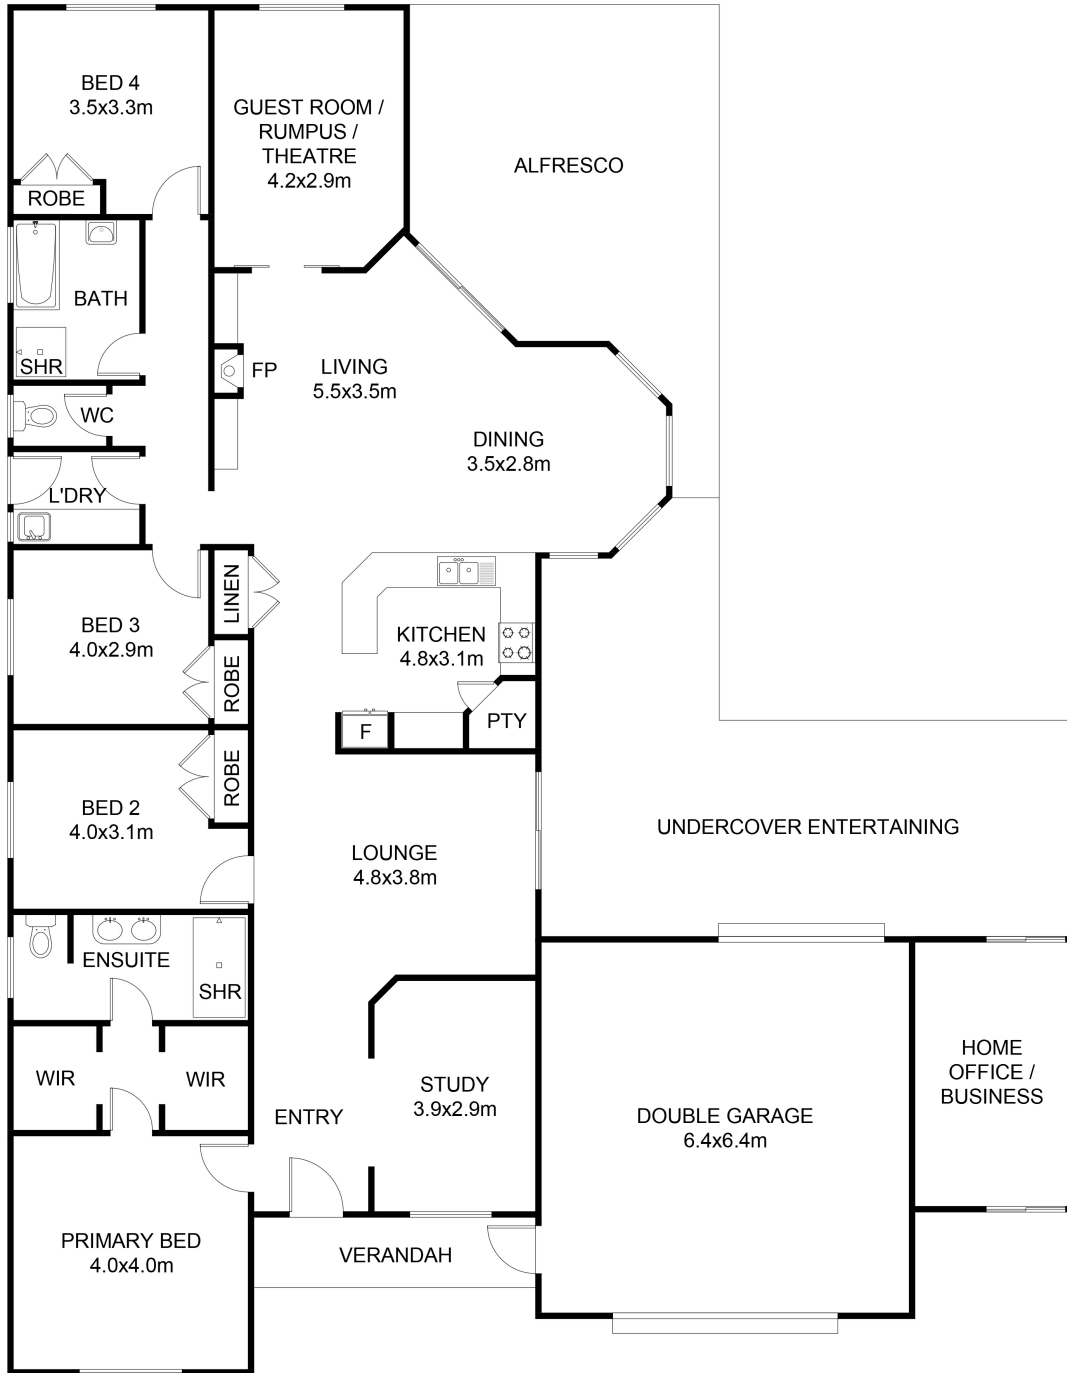 BED 4
3.5x3.3m
ROBE
GUEST ROOM /
RUMPUS /
THEATRE
4.2x2.9m
ALFRESCO
BATH
SHR
WC
L'DRY
FP
LIVING
5.5x3.5m
DINING
3.5x2.8m
LINEN
BED 3
4.0x2.9m
ROBE
KITCHEN
4.8x3.1m
F
PTY
BED 2
4.0x3.1m
ROBE
LOUNGE
4.8x3.8m
UNDERCOVER ENTERTAINING
ENSUITE
SHR
WIR
WIR
ENTRY
STUDY
3.9x2.9m
DOUBLE GARAGE
6.4x6.4m
HOME
OFFICE /
BUSINESS
PRIMARY BED
4.0x4.0m
VERANDAH